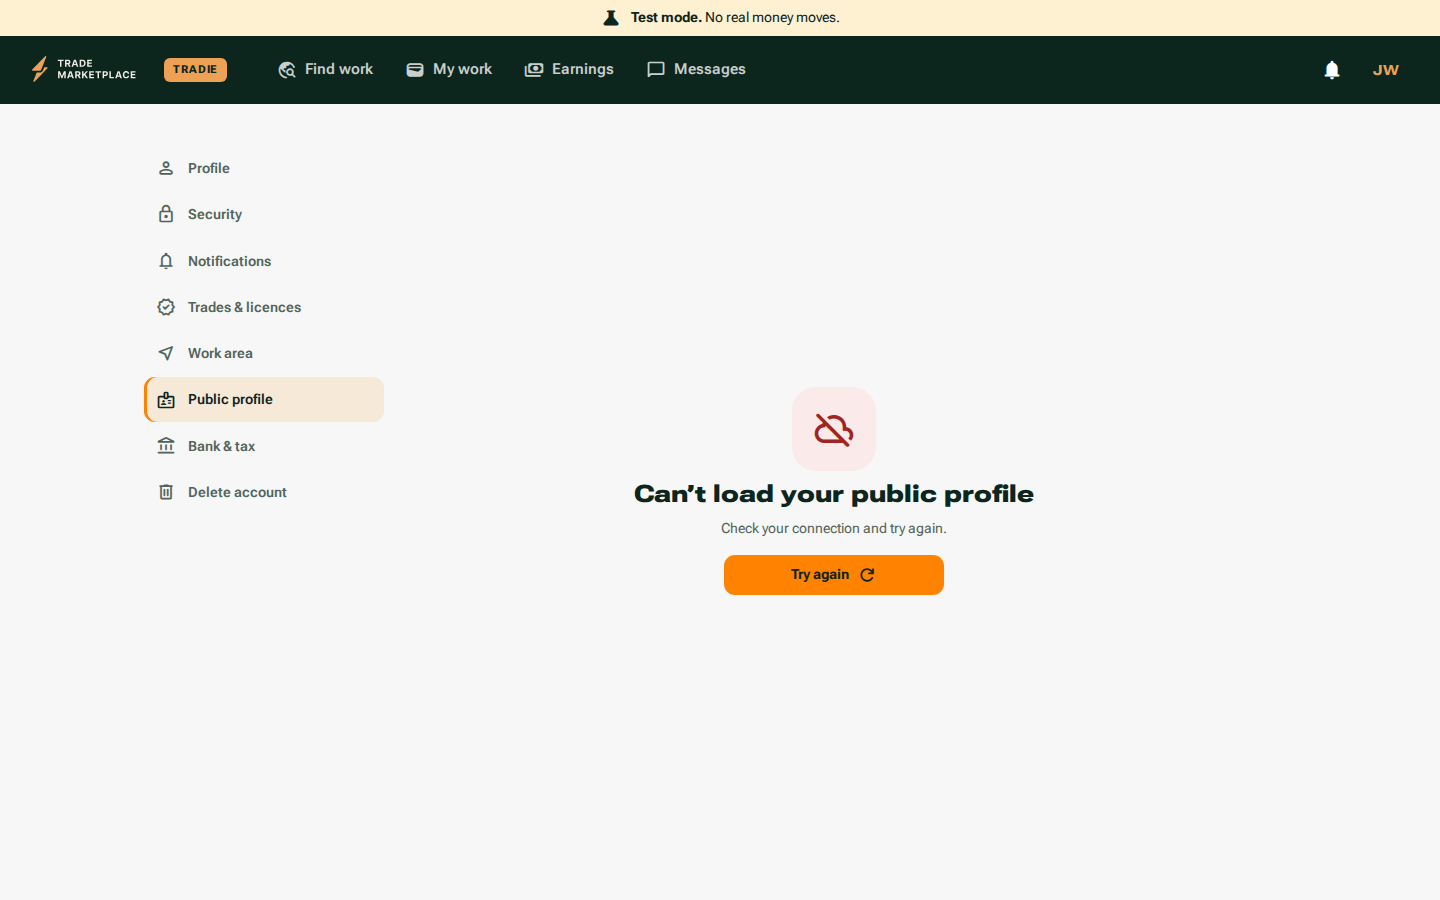 Test mode. No real money moves.
TRADE
MARKETPLACE
TRADIE
Find work
My work
Earnings
Messages
JW
Profile
Security
Notifications
Trades & licences
Work area
Public profile
Bank & tax
Delete account
Can’t load your public profile
Check your connection and try again.
Try again